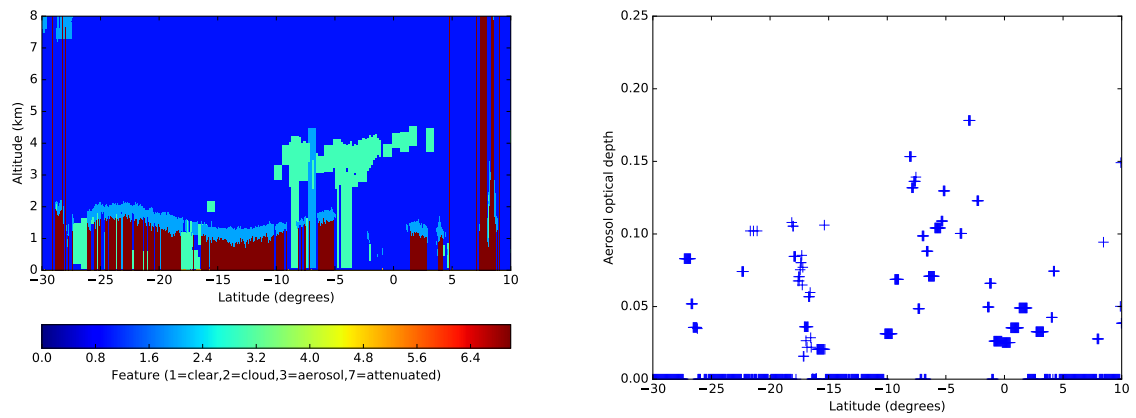 8
7
6
5
4
3
2
1
0
Altitude (km)
−30 −25 −20 −15 −10 −5 0 5 10
Latitude (degrees)
0.0 0.8 1.6 2.4 3.2 4.0 4.8 5.6 6.4
Feature (1=clear,2=cloud,3=aerosol,7=attenuated)
0.25
0.20
0.15
0.10
0.05
0.00
Aerosol optical depth
−30 −25 −20 −15 −10 −5 0 5 10
Latitude (degrees)